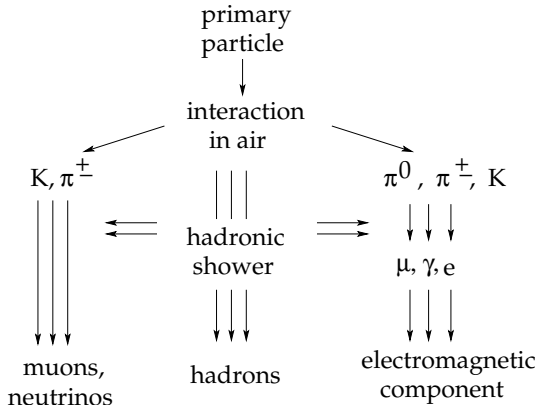 primary
particle
interaction
in air
K, π±
π0 , π±, K
hadronic
shower
μ, γ, e
muons,
neutrinos
hadrons
electromagnetic
component